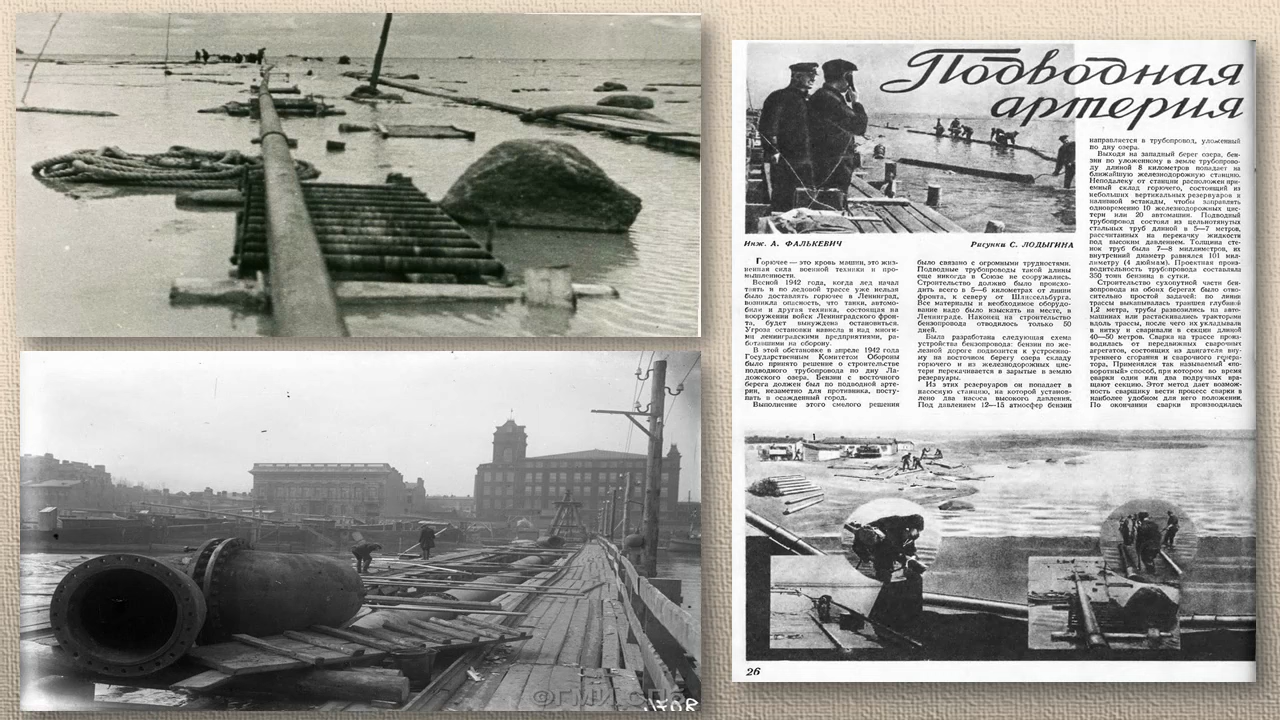 Подводная
артерия
Инж. А. ФАЛЬКЕВИЧ
Рисунки С. ЛОДЫГИНА
Горючее — это кровь машин, это жиз-
ненная сила военной техники и про-
мышленности.
Весной 1942 года, когда лед начал
таять и по ледовой трассе уже нельзя
было доставлять горючее в Ленинград,
возникла опасность, что танки, автомо-
били и другая техника, состоящая на
вооружении войск Ленинградского фрон-
та, будет вынуждена остановиться.
Угроза остановки нависла и над многи-
ми ленинградскими предприятиями, ра-
ботавшими на оборону.
В этой обстановке в апреле 1942 года
Государственным Комитетом Обороны
было принято решение о строительстве
подводного трубопровода по дну Ла-
дожского озера. Бензин с восточного
берега должен был по подводной арте-
рии, незаметно для противника, посту-
пать в осажденный город.
Выполнение этого смелого решения
было связано с огромными трудностями.
Подводные трубопроводы такой длины
еще никогда в Союзе не сооружались.
Строительство должно было происхо-
дить всего в 5—6 километрах от линии
фронта, к северу от Шлиссельбурга.
Все материалы и необходимое оборудо-
вание надо было изыскать на месте, в
Ленинграде. Наконец на строительство
бензопровода отводилось только 50
дней.
Была разработана следующая схема
устройства бензопровода: бензин по же-
лезной дороге подвозится к устроенно-
му на восточном берегу озера складу
горючего и из железнодорожных цис-
терн перекачивается в зарытые в землю
резервуары.
Из этих резервуаров он попадает в
насосную станцию, на которой установ-
лено два насоса высокого давления.
Под давлением 12—15 атмосфер бензин
направляется в трубопровод, уложенный
по дну озера.
Выходя на западный берег озера, бен-
зин по уложенному в земле трубопрово-
ду длиной 8 километров попадает на
ближайшую железнодорожную станцию.
Неподалеку от станции расположен при-
емный склад горючего, состоящий из
небольших вертикальных резервуаров и
наливной эстакады, чтобы заправлять
одновременно 10 железнодорожных цис-
терн или 20 автомашин. Подводный
трубопровод состоял из цельнотянутых
стальных труб длиной в 5—7 метров,
рассчитанных на перекачку жидкости
под высоким давлением. Толщина сте-
нок труб была 7—8 миллиметров, их
внутренний диаметр равнялся 101 мил-
лиметру (4 дюймам). Проектная произ-
водительность трубопровода составляла
350 тонн бензина в сутки.
Строительство сухопутной части бен-
зопровода на обоих берегах было отно-
сительно простой задачей: по линии
трассы выкапывалась траншея глубиной
1,2 метра, трубы развозились на авто-
машинах или растаскивались тракторами
вдоль трассы, после чего их укладывали
в нитку и сваривали в секции длиной
40—50 метров. Сварка на трассе произ-
водилась от передвижных сварочных
агрегатов, состоящих из двигателя внут-
реннего сгорания и сварочного генера-
тора. Применялся так называемый «по-
воротный» способ, при котором во время
сварки один или два подручных вра-
щают секцию. Этот метод дает возмож-
ность сварщику вести процесс сварки в
наиболее удобном для него положении.
По окончании сварки производилась
26